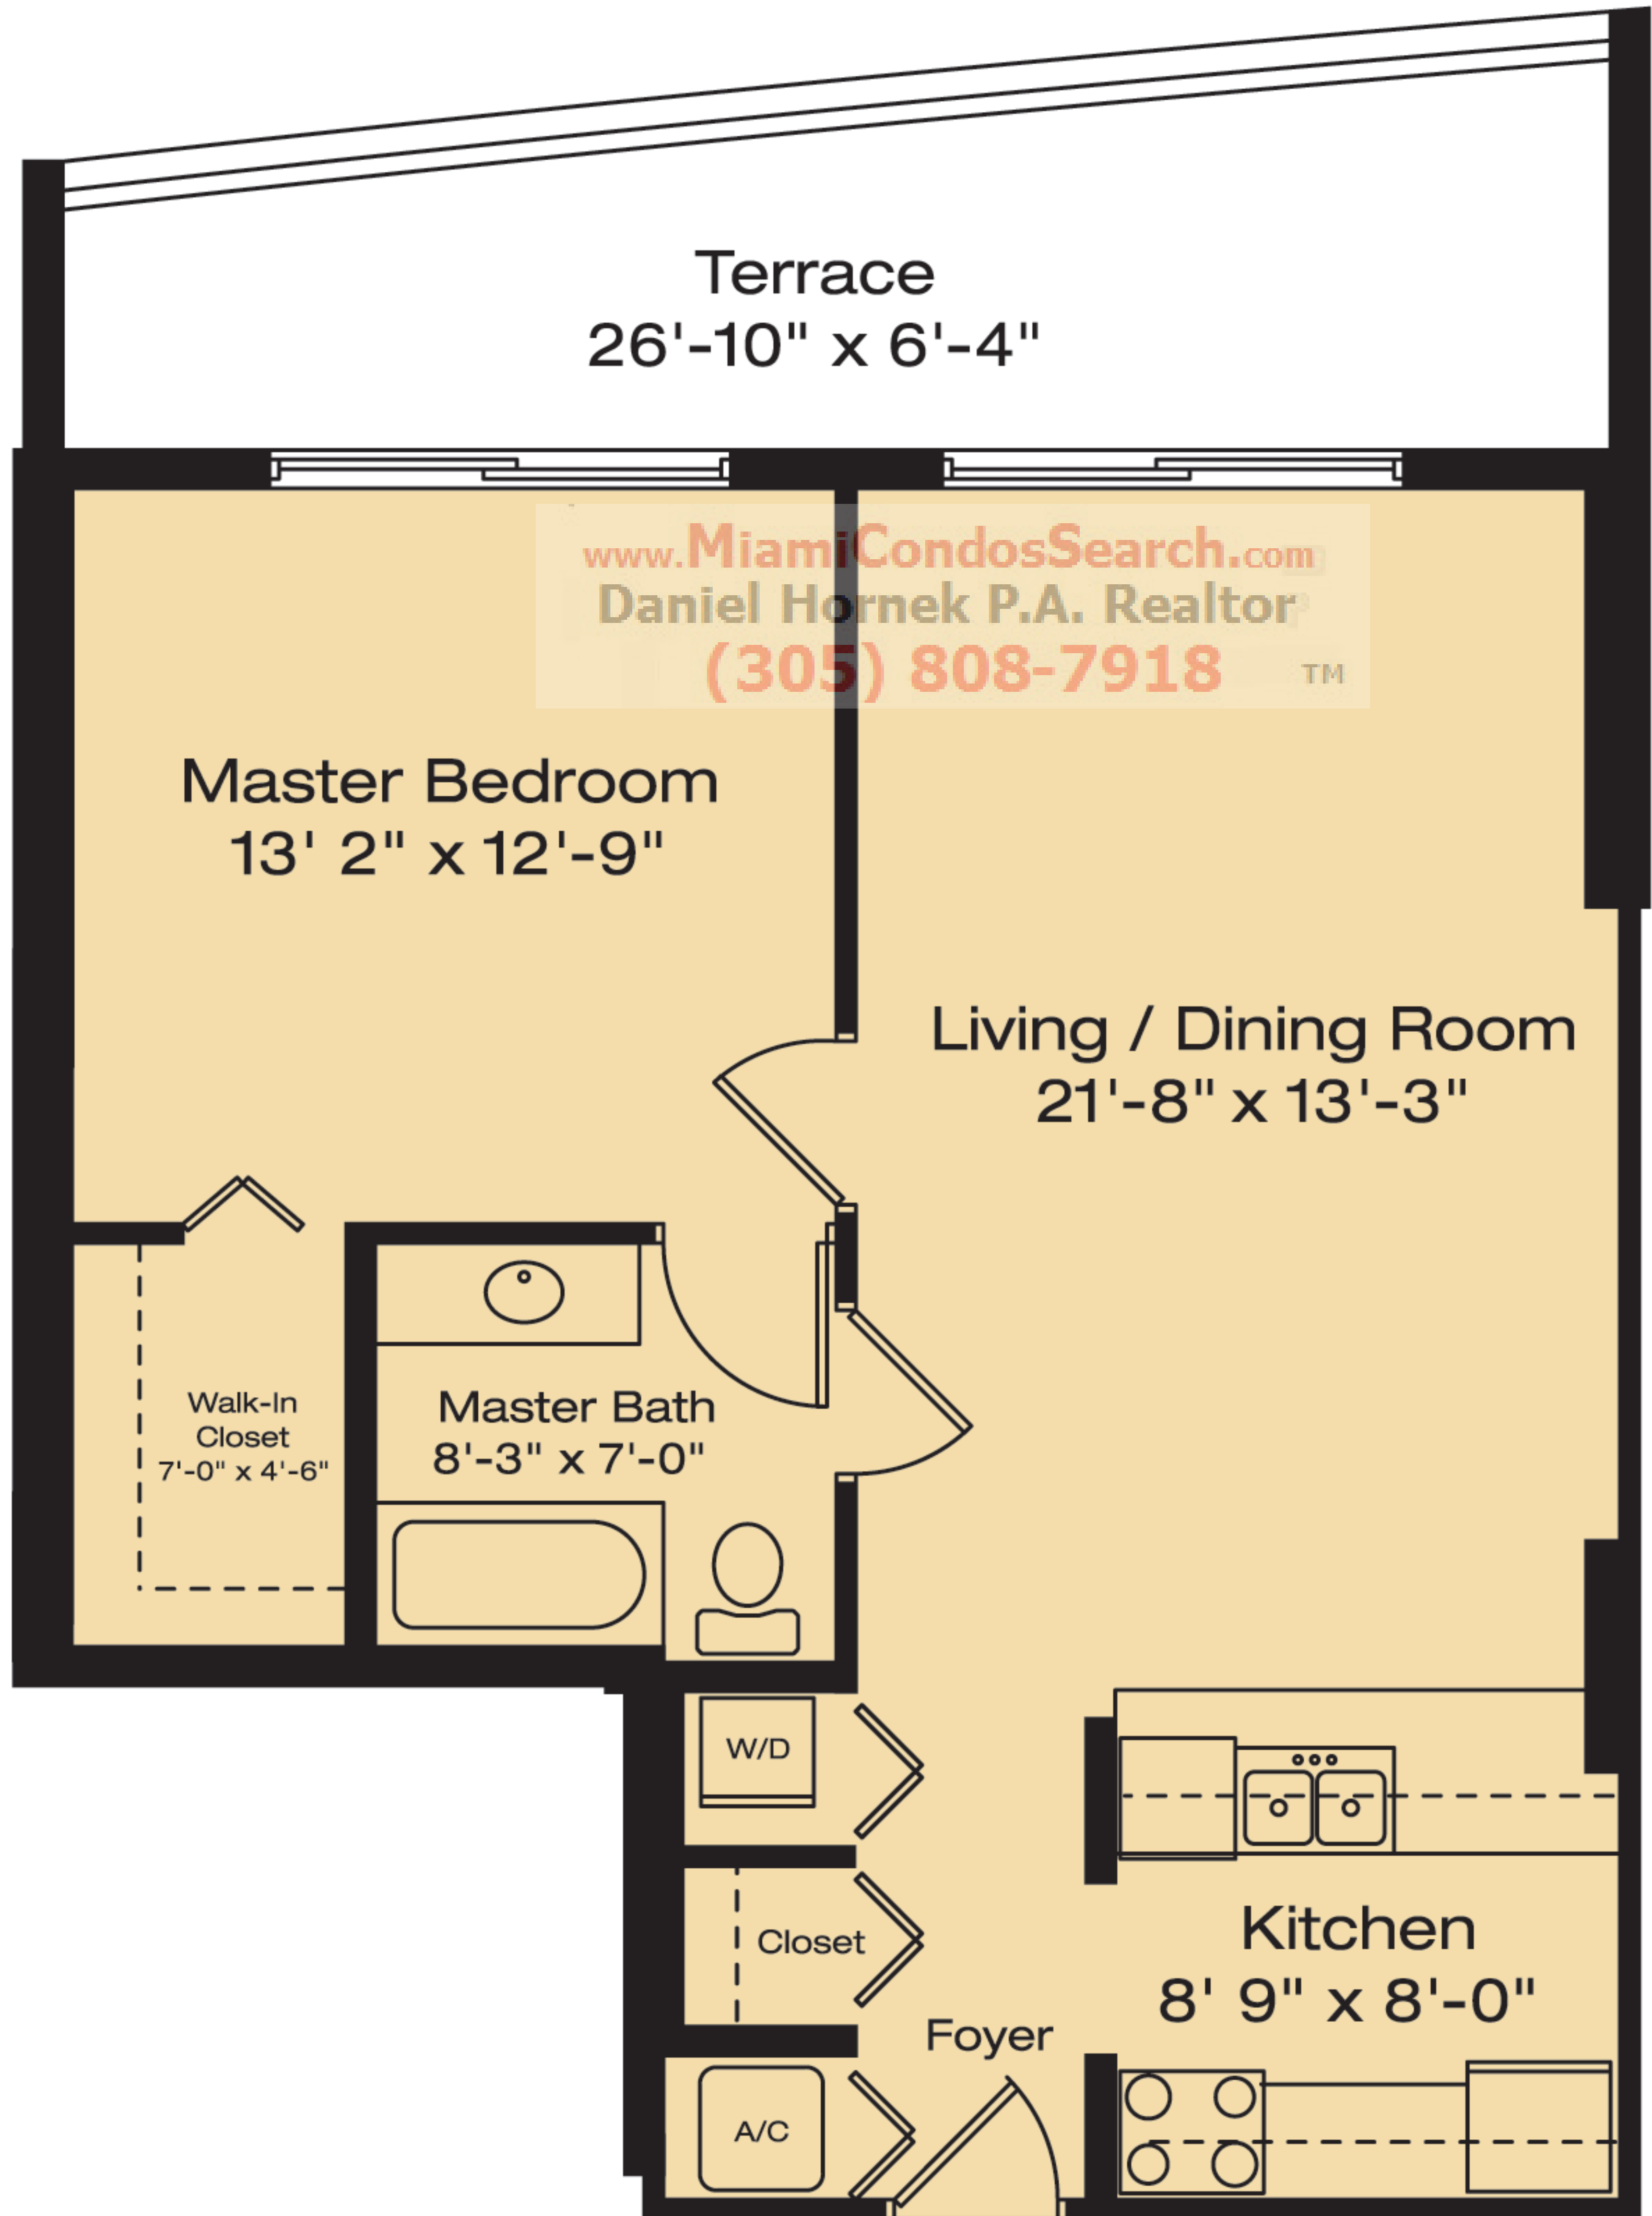 Terrace
26'-10" x 6'-4"
www.MiamiCondosSearch.com
Daniel Hornek P.A. Realtor
(305) 808-7918 TM
Master Bedroom
13' 2" x 12'-9"
Living / Dining Room
21'-8" x 13'-3"
Walk-In
Closet
7'-0" x 4'-6"
Master Bath
8'-3" x 7'-0"
W/D
Closet
Kitchen
8' 9" x 8'-0"
Foyer
A/C